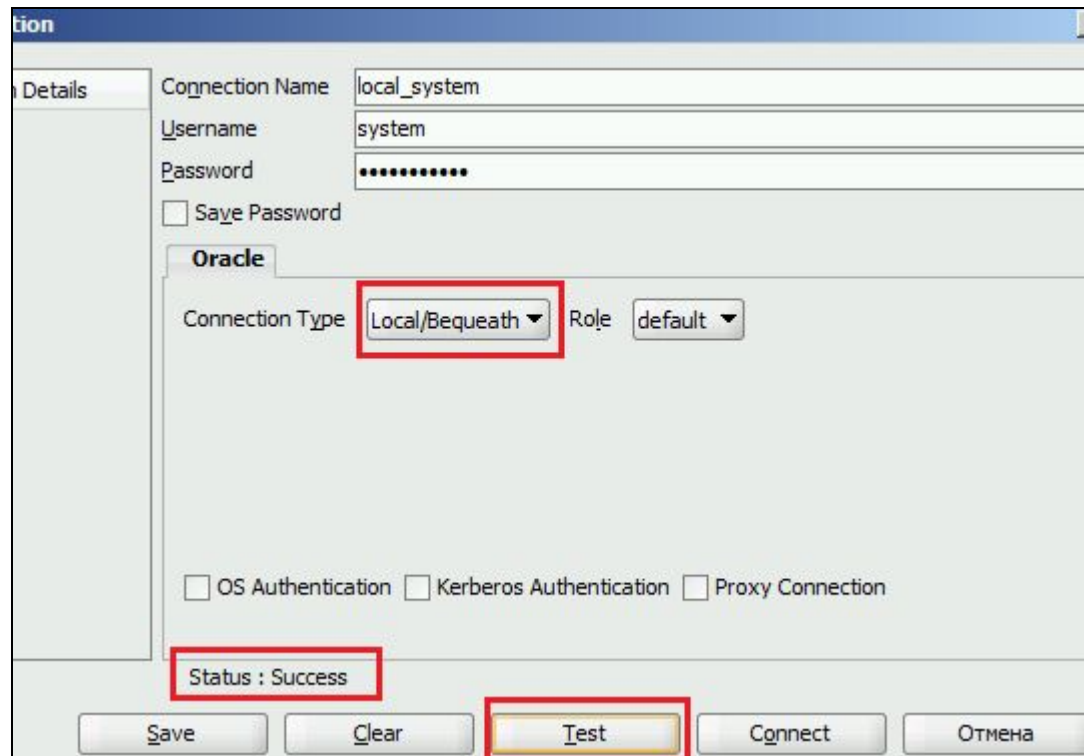 tion
Details
Connection Name local_system
Username system
Password •••••••••••
Save Password
Oracle
Connection Type Local/Bequeath Role default
OS Authentication Kerberos Authentication Proxy Connection
Status : Success
Save Clear Test Connect Отмена